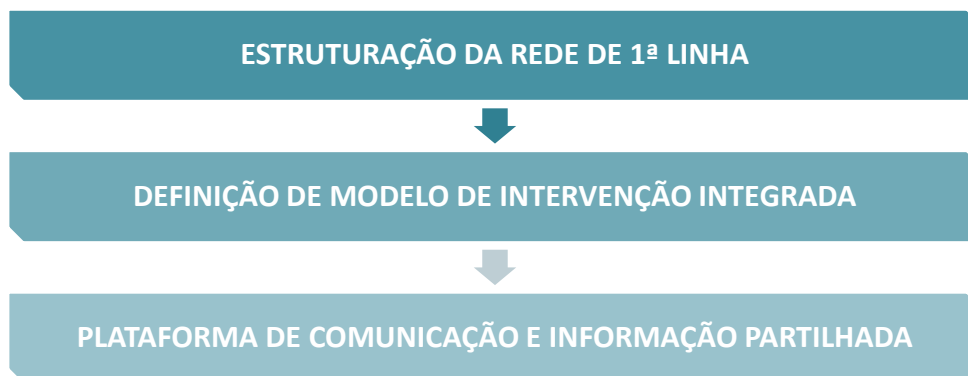 ESTRUTURAÇÃO DA REDE DE 1ª LINHA
DEFINIÇÃO DE MODELO DE INTERVENÇÃO INTEGRADA
PLATAFORMA DE COMUNICAÇÃO E INFORMAÇÃO PARTILHADA